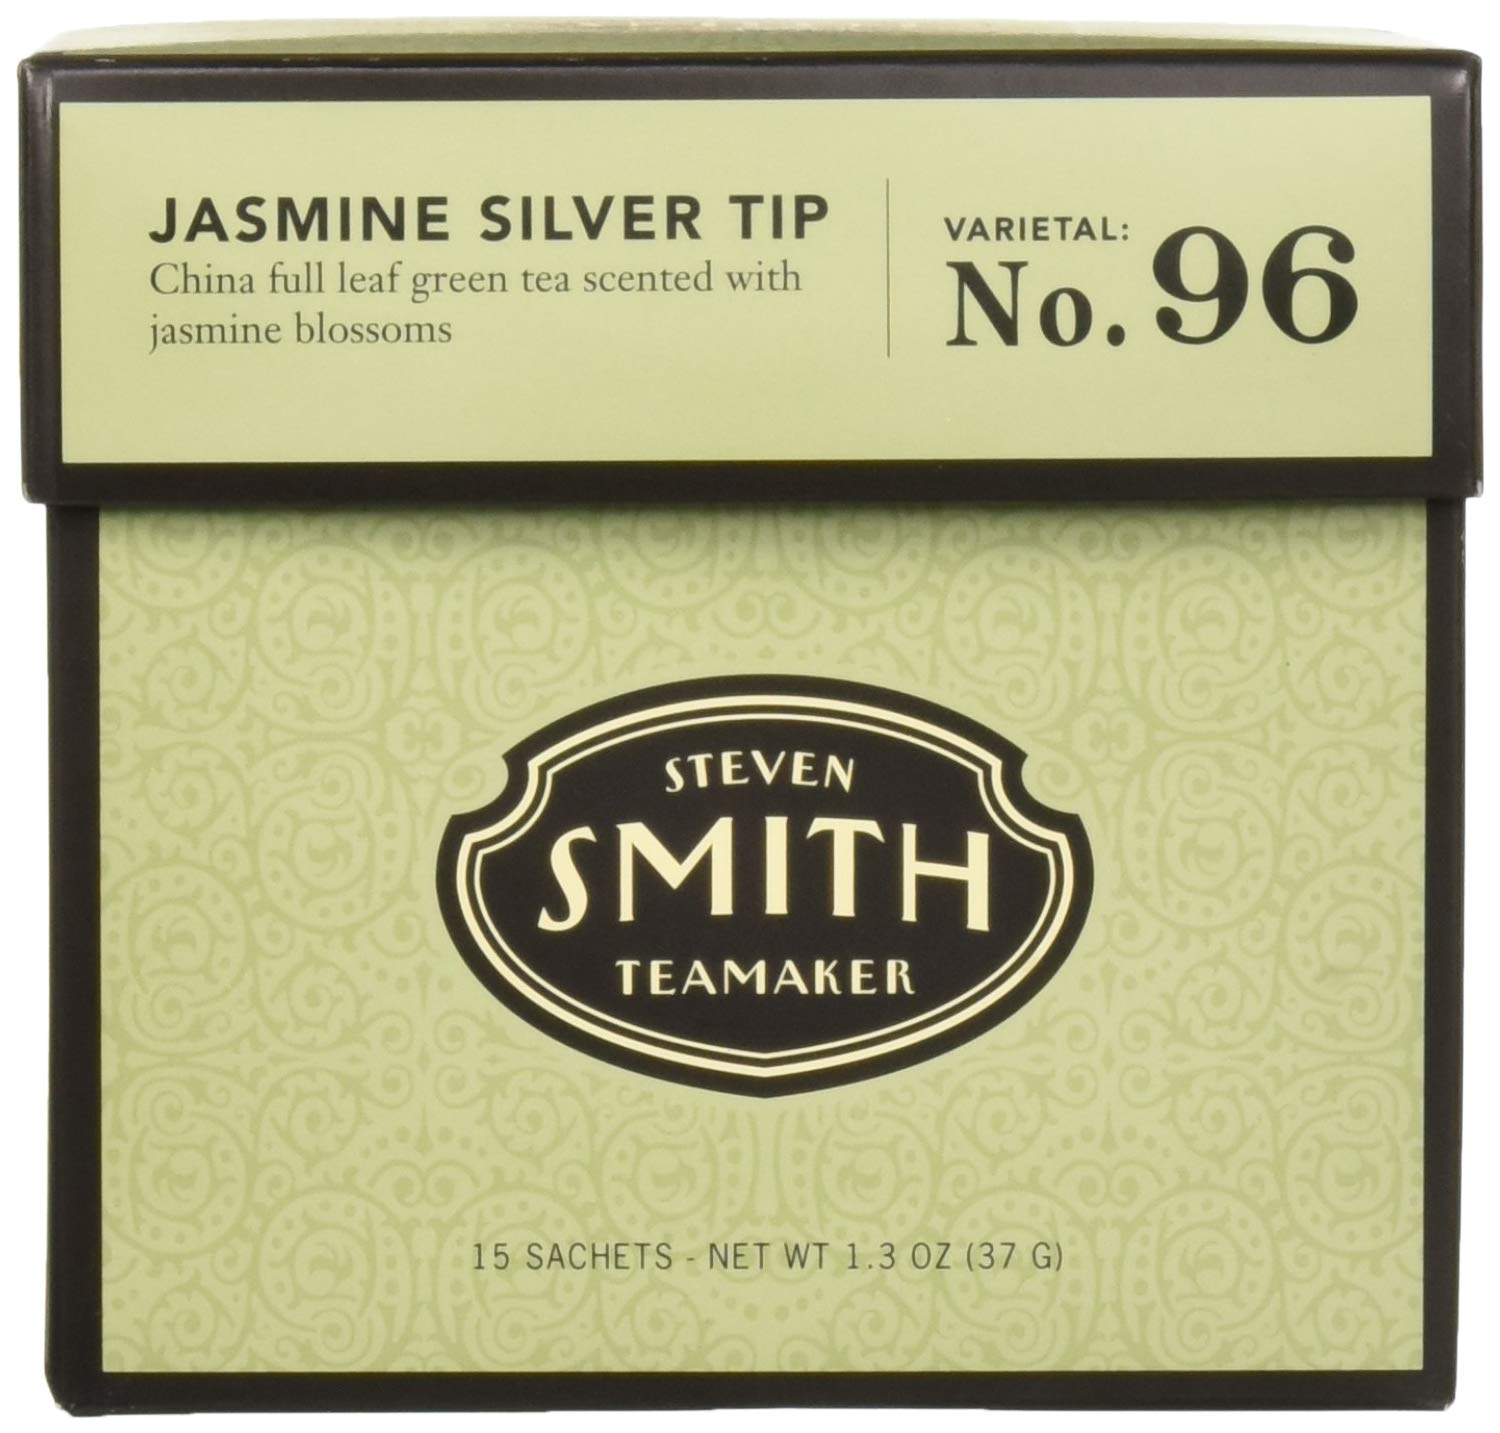 JASMINE SILVER TIP
China full leaf green tea scented with
jasmine blossoms
VARIETAL:
No. 96
STEVEN
SMITH
TEAMAKER
15 SACHETS - NET WT 1.3 OZ (37 G)